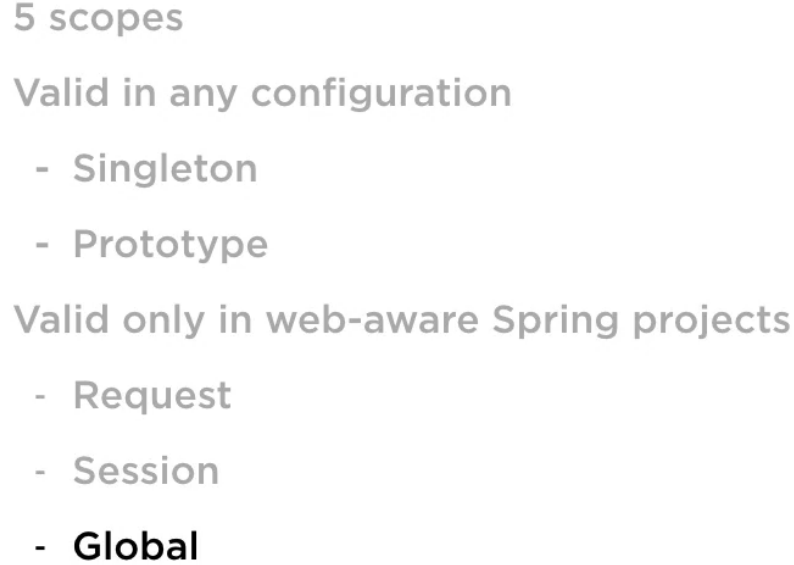 5 scopes
Valid in any configuration
- Singleton
- Prototype
Valid only in web-aware Spring projects
- Request
- Session
- Global